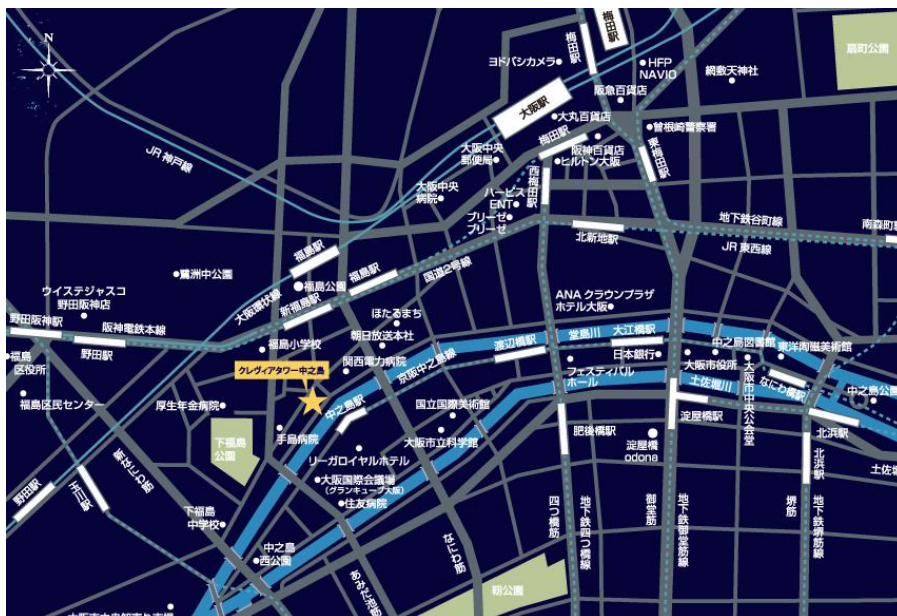 N
JR 神戸線
ヨドバシカメラ
梅田駅
梅田駅
HFP
NAVIO
阪急百貨店
網敷天神社
扇町公園
大阪駅
大丸百貨店
曽根崎警察署
梅田駅
阪神百貨店
ヒルトン大阪
東梅田駅
大阪中央
郵便局
西梅田駅
大阪中央
病院
ハービス
ENT
ブリーゼ
ブリーゼ
北新地駅
地下鉄谷町線
JR 東西線
南森町駅
国道2号線
福島駅
福島駅
新福島駅
福島公園
大阪環状線
鷺洲中公園
ウイステジャスコ
野田阪神店
野田阪神駅
阪神電鉄本線
野田駅
福島
区役所
福島区民センター
福島小学校
クレヴィアタワー中之島
ほたるまち
朝日放送本社
関西電力病院
京阪中之島線
渡辺橋駅
堂島川
ANA クラウンプラザ
ホテル大阪
大江橋駅
日本銀行
フェスティバル
ホール
大阪市役所
中之島図書館
大阪市中央公会堂
東洋陶磁美術館
なにわ橋駅
中之島公園
土佐堀川
淀屋橋駅
北浜駅
北浜駅
土佐堀
厚生年金病院
下福島
公園
手島病院
中之島駅
国立国際美術館
大阪市立科学館
リーガロイヤルホテル
大阪国際会議場
(グランキューブ大阪)
住友病院
肥後橋駅
淀屋橋
odona
野田駅
玉川駅
新なにわ筋
下福島
中学校
中之島
西公園
あみだ池筋
なにわ筋
靭公園
四つ橋筋
地下鉄四つ橋線
御堂筋
地下鉄御堂筋線
堺筋
地下鉄堺筋線